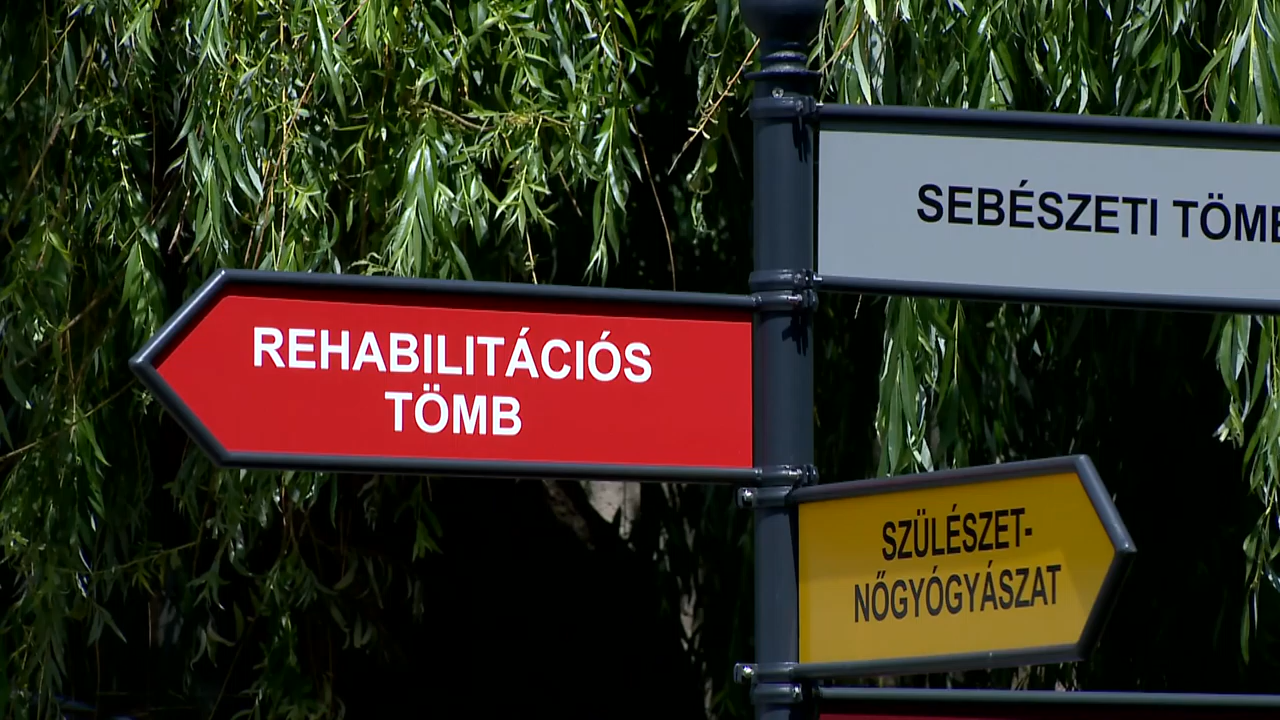 SEBÉSZETI TÖMB
REHABILITÁCIÓS
TÖMB
SZÜLÉSZET-
NŐGYÓGYÁSZAT